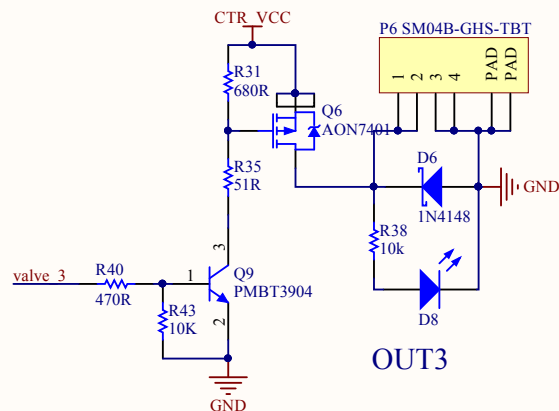 CTR_VCC
P6 SM04B-GHS-TBT
1
2
3
4
PAD
PAD
R31
680R
Q6
AON7401
R35
51R
D6
1N4148
GND
R38
10k
3
valve_3
R40
470R
1
Q9
PMBT3904
R43
10K
2
D8
OUT3
GND